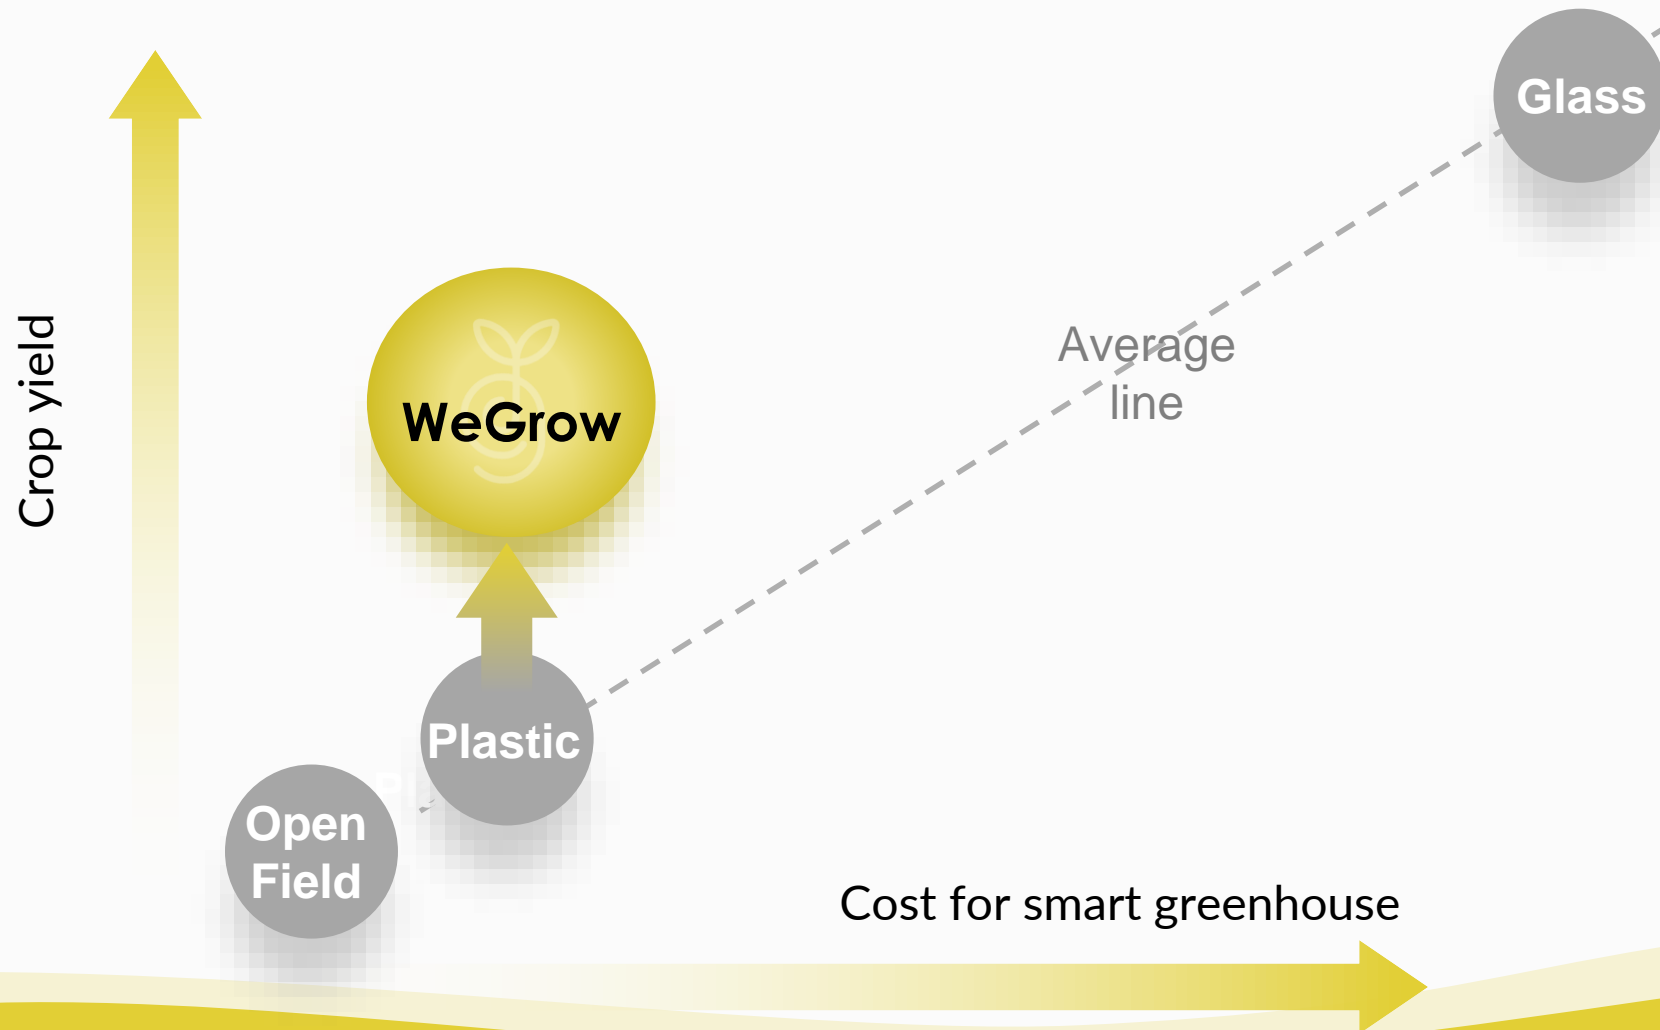 Glass
Crop yield
Average
line
WeGrow
Plastic
Open
Field
Cost for smart greenhouse